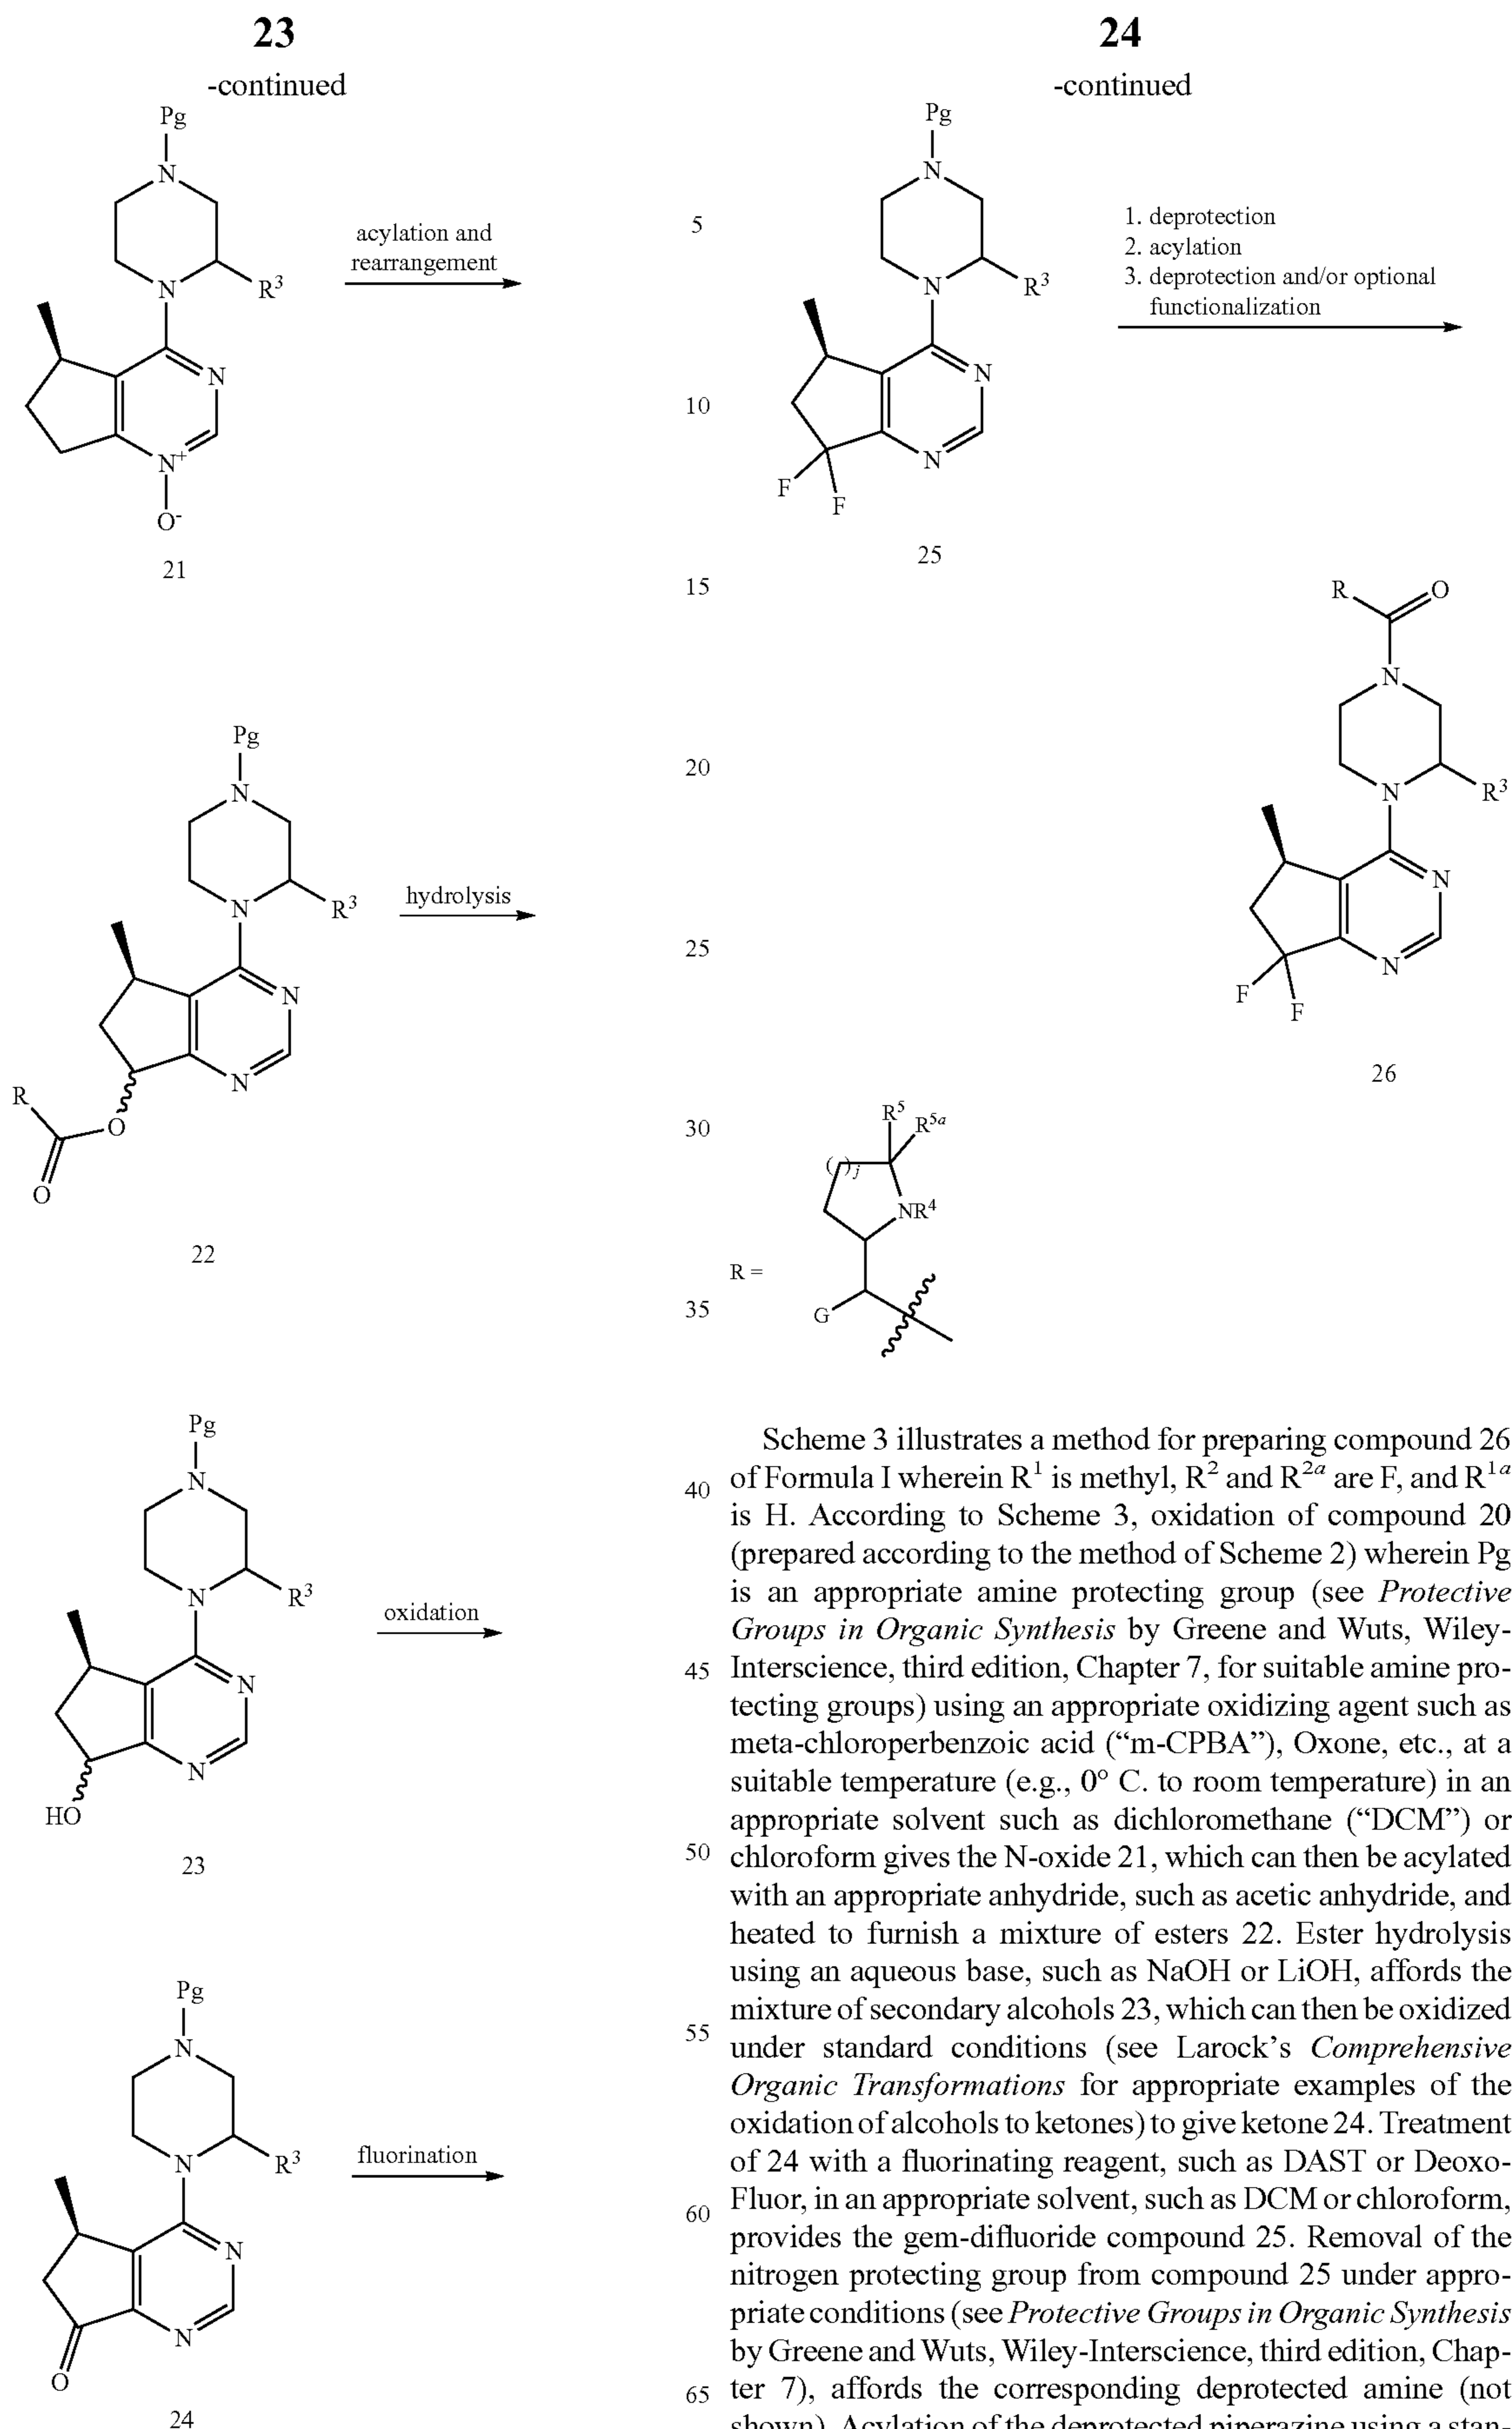 23
-continued
Pg
N
N
R³
N
N⁺
O⁻
acylation and
rearrangement
21
Pg
N
N
R³
N
N
R
O
O
hydrolysis
22
Pg
N
N
R³
N
N
HO
oxidation
23
Pg
N
N
R³
N
N
O
fluorination
24
24
-continued
Pg
N
N
R³
N
N
F
F
1. deprotection
2. acylation
3. deprotection and/or optional
functionalization
25
R
O
N
N
R³
N
N
F
F
26
R =
R⁵
R⁵ᵃ
( )j
NR⁴
G
5
10
15
20
25
30
35
40
45
50
55
60
65
Scheme 3 illustrates a method for preparing compound 26
of Formula I wherein R¹ is methyl, R² and R²ᵃ are F, and R¹ᵃ
is H. According to Scheme 3, oxidation of compound 20
(prepared according to the method of Scheme 2) wherein Pg
is an appropriate amine protecting group (see Protective
Groups in Organic Synthesis by Greene and Wuts, Wiley-
Interscience, third edition, Chapter 7, for suitable amine pro-
tecting groups) using an appropriate oxidizing agent such as
meta-chloroperbenzoic acid (“m-CPBA”), Oxone, etc., at a
suitable temperature (e.g., 0° C. to room temperature) in an
appropriate solvent such as dichloromethane (“DCM”) or
chloroform gives the N-oxide 21, which can then be acylated
with an appropriate anhydride, such as acetic anhydride, and
heated to furnish a mixture of esters 22. Ester hydrolysis
using an aqueous base, such as NaOH or LiOH, affords the
mixture of secondary alcohols 23, which can then be oxidized
under standard conditions (see Larock’s Comprehensive
Organic Transformations for appropriate examples of the
oxidation of alcohols to ketones) to give ketone 24. Treatment
of 24 with a fluorinating reagent, such as DAST or Deoxo-
Fluor, in an appropriate solvent, such as DCM or chloroform,
provides the gem-difluoride compound 25. Removal of the
nitrogen protecting group from compound 25 under appro-
priate conditions (see Protective Groups in Organic Synthesis
by Greene and Wuts, Wiley-Interscience, third edition, Chap-
ter 7), affords the corresponding deprotected amine (not
shown). Acylation of the deprotected piperazine using a stan-